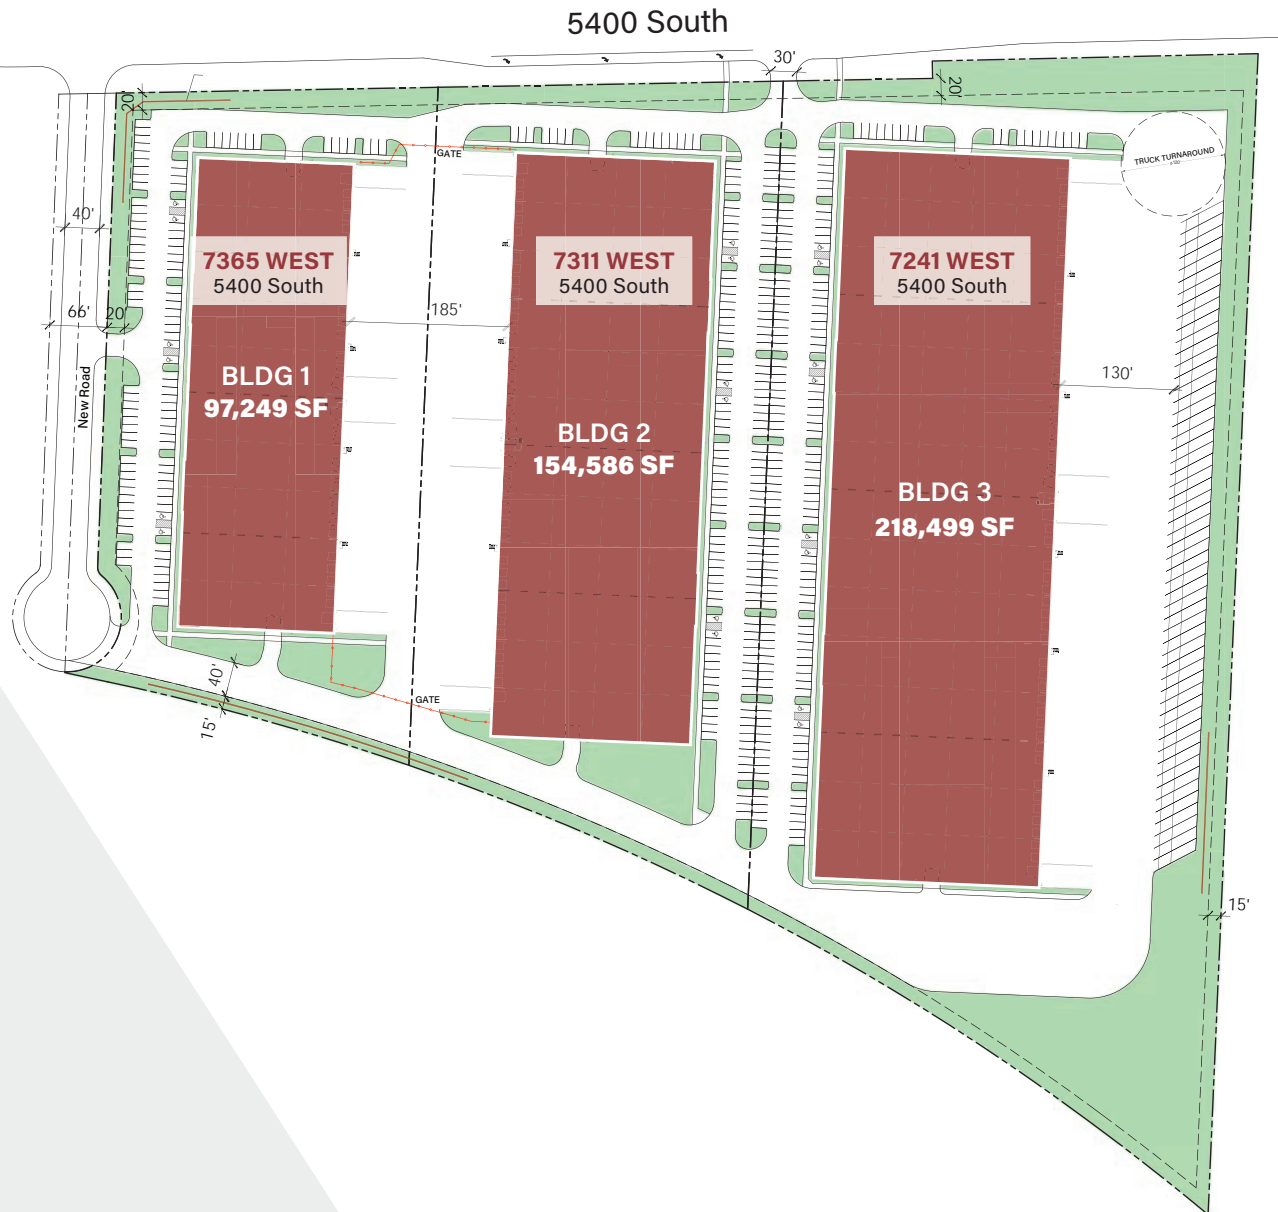 5400 South
30'
20'
20'
GATE
TRUCK TURNAROUND
40'
7365 WEST
5400 South
7311 WEST
5400 South
7241 WEST
5400 South
66'
20'
185'
130'
New Road
BLDG 1
97,249 SF
BLDG 2
154,586 SF
BLDG 3
218,499 SF
40'
15'
GATE
15'